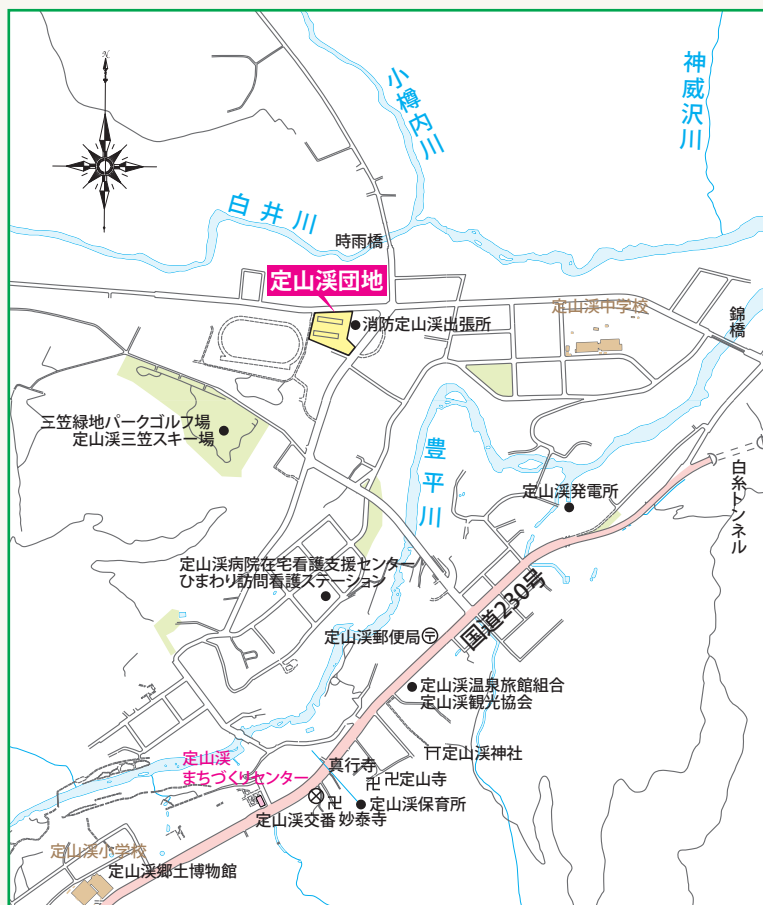 N
小樽内川
神威沢川
白井川
時雨橋
定山渓団地
消防定山渓出張所
定山渓中学校
錦橋
三笠緑地パークゴルフ場
定山渓三笠スキー場
豊平川
定山渓発電所
白糸トンネル
定山渓病院在宅看護支援センター
ひまわり訪問看護ステーション
国道230号
定山渓郵便局
定山渓温泉旅館組合
定山渓観光協会
定山渓神社
定山渓
まちづくりセンター
真行寺
定山寺
定山渓保育所
定山渓交番
妙泰寺
定山渓小学校
定山渓郷土博物館